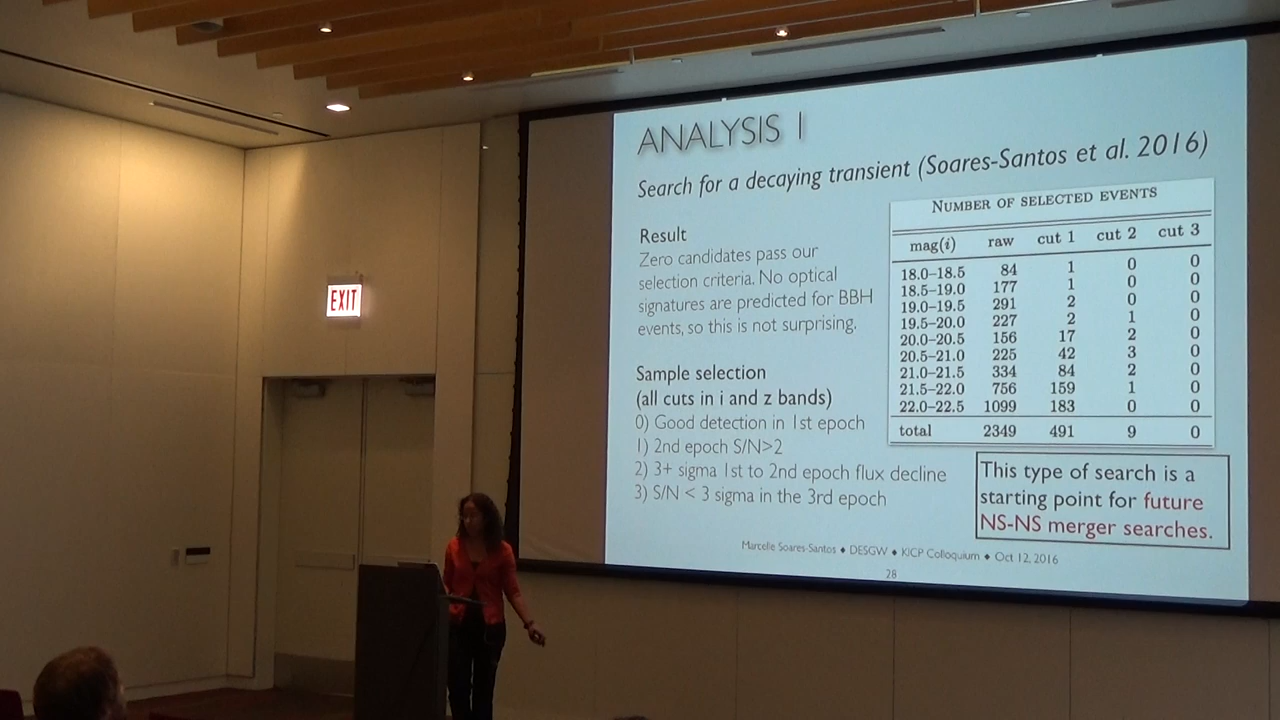 ANALYSIS 1
Search for a decaying transient (Soares-Santos et al. 2016)
Result
Zero candidates pass our
selection criteria. No optical
signatures are predicted for BBH
events, so this is not surprising.
Sample selection
(all cuts in i and z bands)
0) Good detection in 1st epoch
1) 2nd epoch S/N>2
2) 3+ sigma 1st to 2nd epoch flux decline
3) S/N < 3 sigma in the 3rd epoch
NUMBER OF SELECTED EVENTS
mag(i) raw cut 1 cut 2 cut 3
18.0–18.5 84 1 0 0
18.5–19.0 177 1 0 0
19.0–19.5 291 2 0 0
19.5–20.0 227 2 1 0
20.0–20.5 156 17 2 0
20.5–21.0 225 42 3 0
21.0–21.5 334 84 2 0
21.5–22.0 756 159 1 0
22.0–22.5 1099 183 0 0
total 2349 491 9 0
This type of search is a
starting point for future
NS-NS merger searches.
Marcelle Soares-Santos ♦ DESGW ♦ KICP Colloquium ♦ Oct 12, 2016
28
EXIT